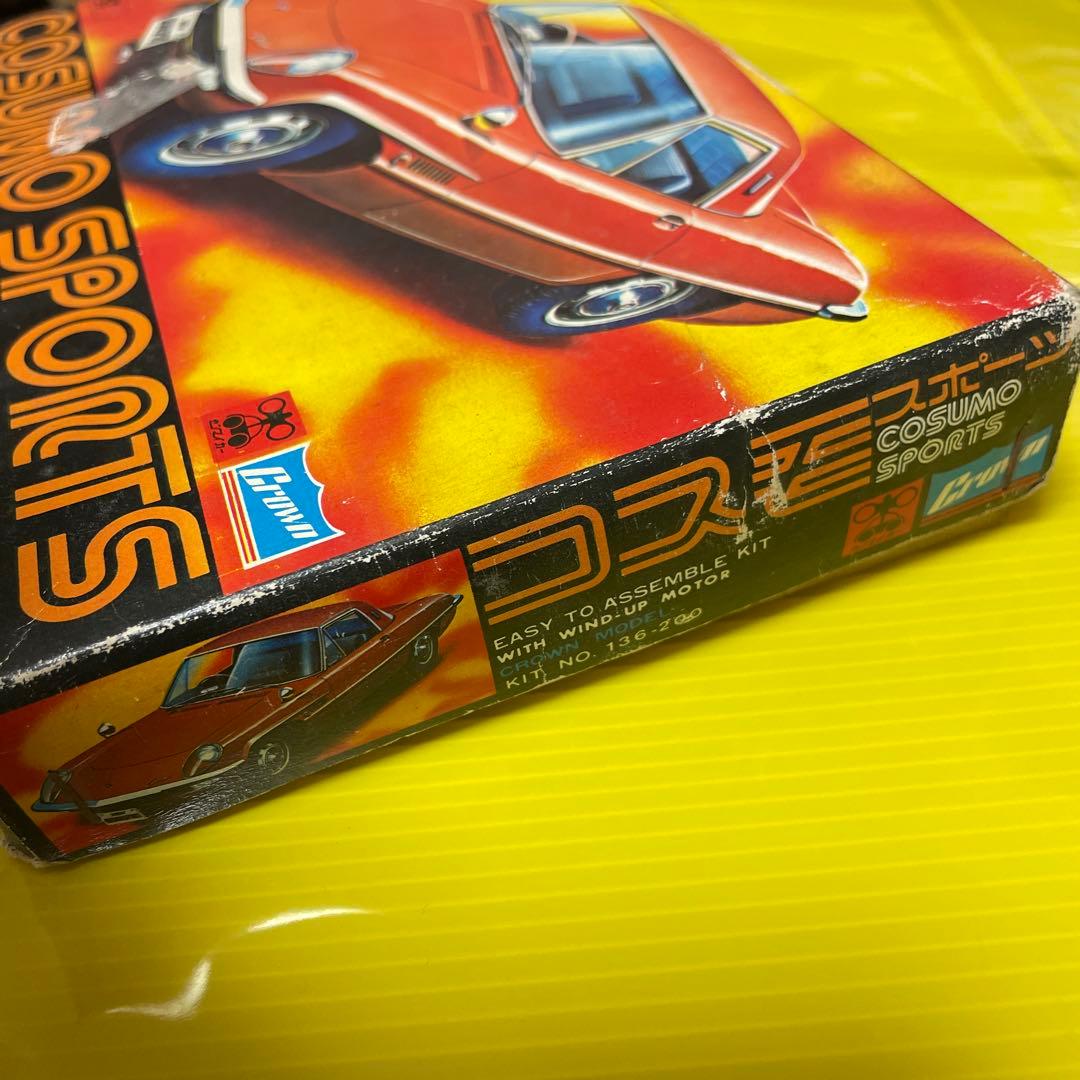 COSUMO SPORTS
Crown
コスモスポーツ
COSUMO
SPORTS
Crown
EASY TO ASSEMBLE KIT
WITH WIND-UP MOTOR
CROWN MODEL
KIT NO. 136-200